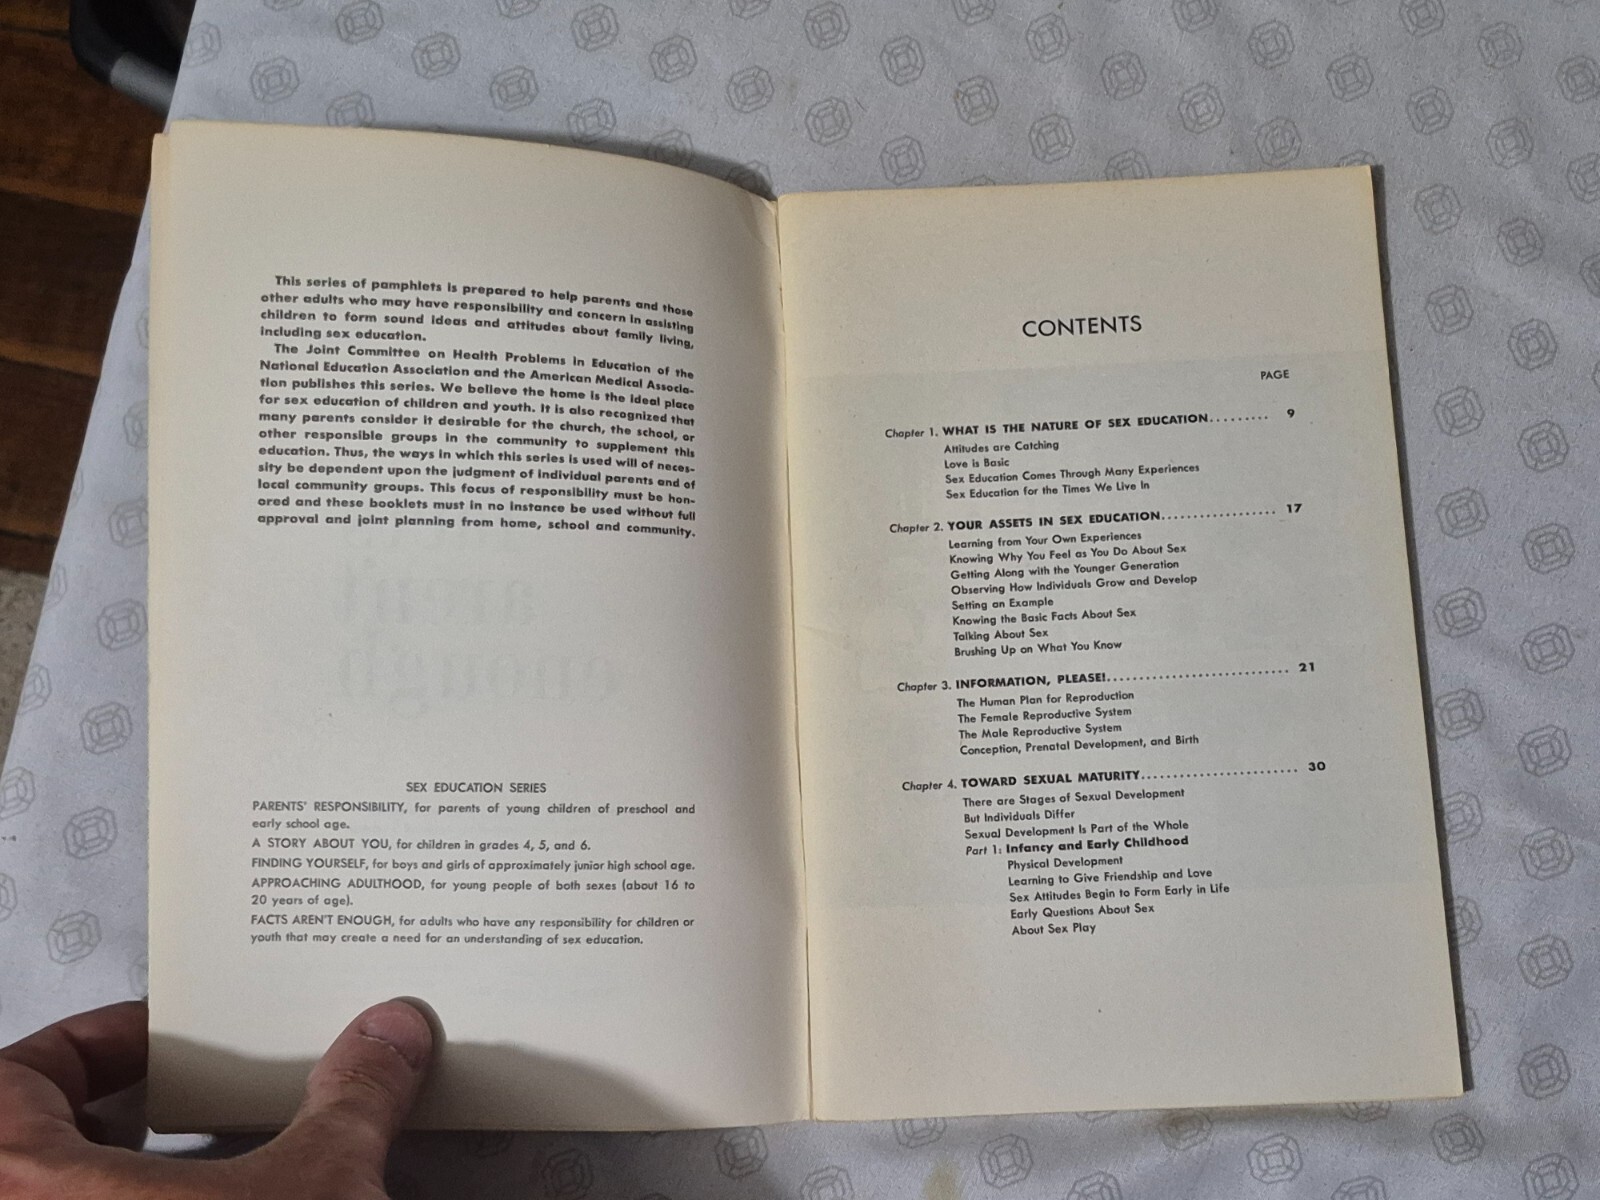 This series of pamphlets is prepared to help parents and those
other adults who may have responsibility and concern in assisting
children to form sound ideas and attitudes about family living,
including sex education.
The Joint Committee on Health Problems in Education of the
National Education Association and the American Medical Associa-
tion publishes this series. We believe the home is the ideal place
for sex education of children and youth. It is also recognized that
many parents consider it desirable for the church, the school, or
other responsible groups in the community to supplement this
education. Thus, the ways in which this series is used will of neces-
sity be dependent upon the judgment of individual parents and of
local community groups. This focus of responsibility must be hon-
ored and these booklets must in no instance be used without full
approval and joint planning from home, school and community.
SEX EDUCATION SERIES
PARENTS' RESPONSIBILITY, for parents of young children of preschool and
early school age.
A STORY ABOUT YOU, for children in grades 4, 5, and 6.
FINDING YOURSELF, for boys and girls of approximately junior high school age.
APPROACHING ADULTHOOD, for young people of both sexes (about 16 to
20 years of age).
FACTS AREN'T ENOUGH, for adults who have any responsibility for children or
youth that may create a need for an understanding of sex education.
CONTENTS
PAGE
Chapter 1. WHAT IS THE NATURE OF SEX EDUCATION......... 9
Attitudes are Catching
Love is Basic
Sex Education Comes Through Many Experiences
Sex Education for the Times We Live In
Chapter 2. YOUR ASSETS IN SEX EDUCATION................. 17
Learning from Your Own Experiences
Knowing Why You Feel as You Do About Sex
Getting Along with the Younger Generation
Observing How Individuals Grow and Develop
Setting an Example
Knowing the Basic Facts About Sex
Talking About Sex
Brushing Up on What You Know
Chapter 3. INFORMATION, PLEASE!.......................... 21
The Human Plan for Reproduction
The Female Reproductive System
The Male Reproductive System
Conception, Prenatal Development, and Birth
Chapter 4. TOWARD SEXUAL MATURITY........................ 30
There are Stages of Sexual Development
But Individuals Differ
Sexual Development Is Part of the Whole
Part 1: Infancy and Early Childhood
Physical Development
Learning to Give Friendship and Love
Sex Attitudes Begin to Form Early in Life
Early Questions About Sex
About Sex Play